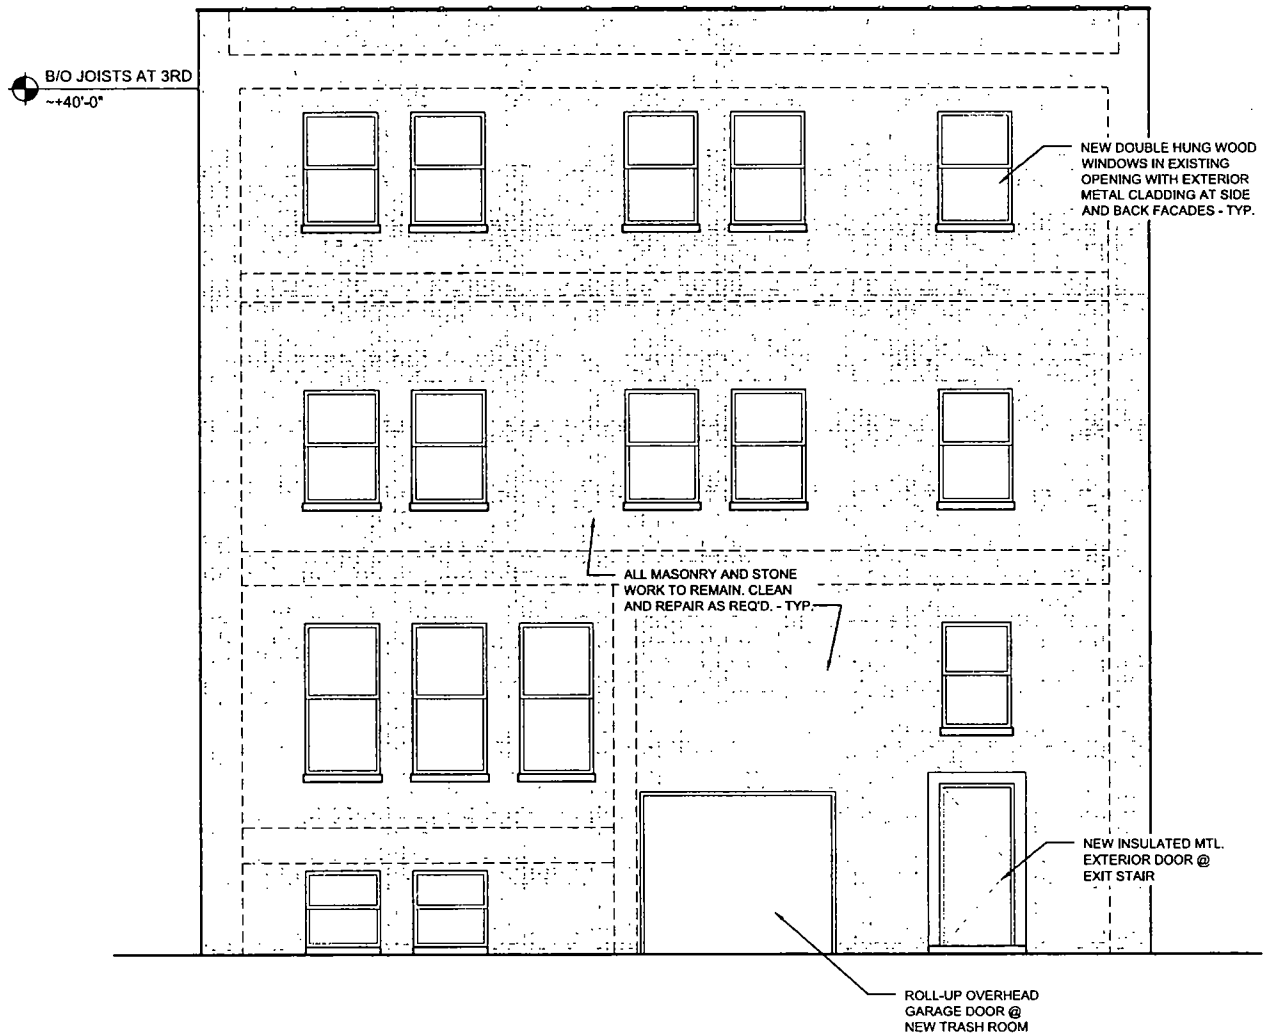 B/O JOISTS AT 3RD
~+40'-0"
NEW DOUBLE HUNG WOOD
WINDOWS IN EXISTING
OPENING WITH EXTERIOR
METAL CLADDING AT SIDE
AND BACK FACADES - TYP.
ALL MASONRY AND STONE
WORK TO REMAIN. CLEAN
AND REPAIR AS REQ'D. - TYP.
NEW INSULATED MTL.
EXTERIOR DOOR @
EXIT STAIR
ROLL-UP OVERHEAD
GARAGE DOOR @
NEW TRASH ROOM